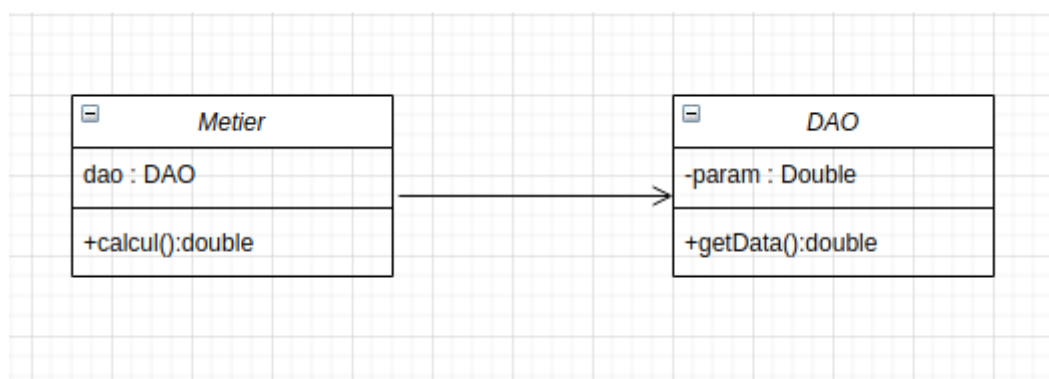 Metier
dao : DAO
+calcul():double
DAO
-param : Double
+getData():double